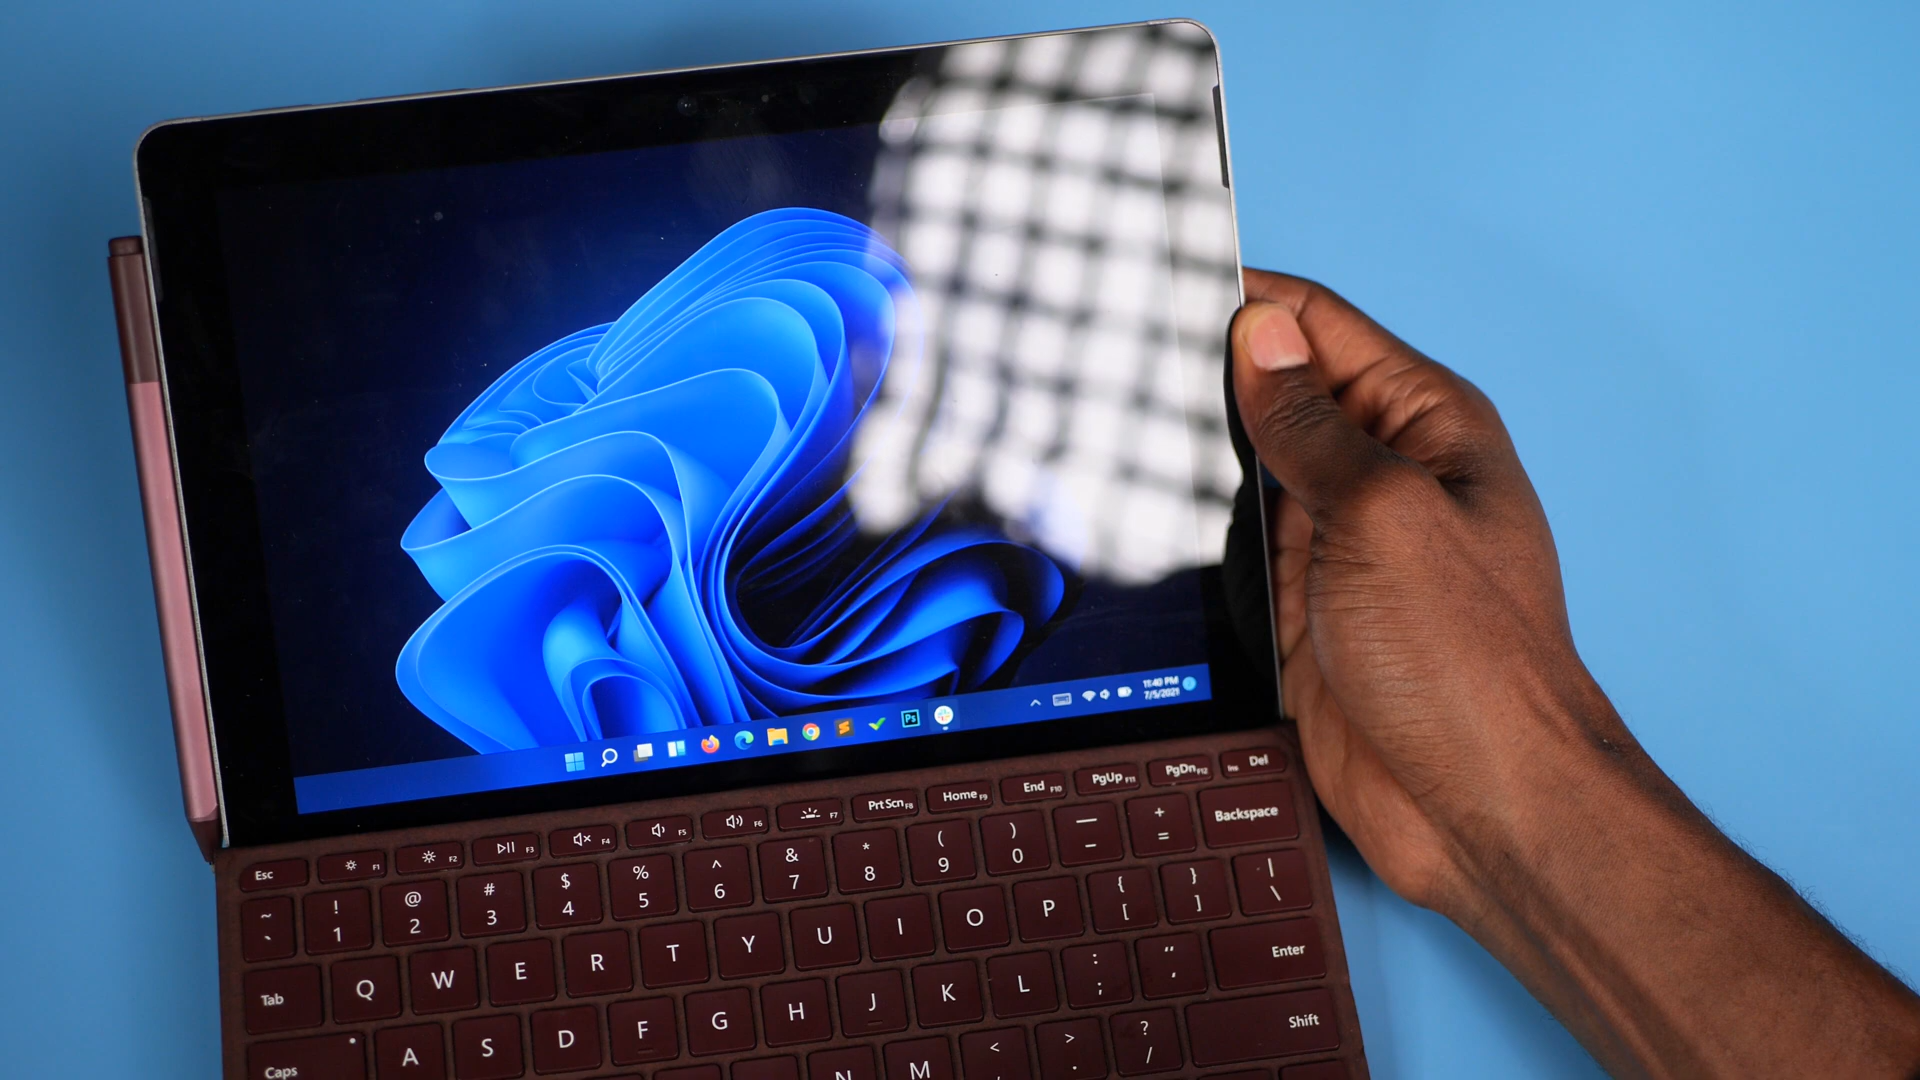 11:40 PM
7/5/2021
Ps
Esc F1 F2 F3 F4 F5 F6 F7 PrtScn F8 Home F9 End F10 PgUp F11 PgDn F12 Ins Del
~ ! @ # $ % ^ & * ( ) — +
` 1 2 3 4 5 6 7 8 9 0 - = Backspace
Tab Q W E R T Y U I O P { [ } ] | \
Caps A S D F G H J K L : ; “ ‘ Enter
N M < , > . ? / Shift